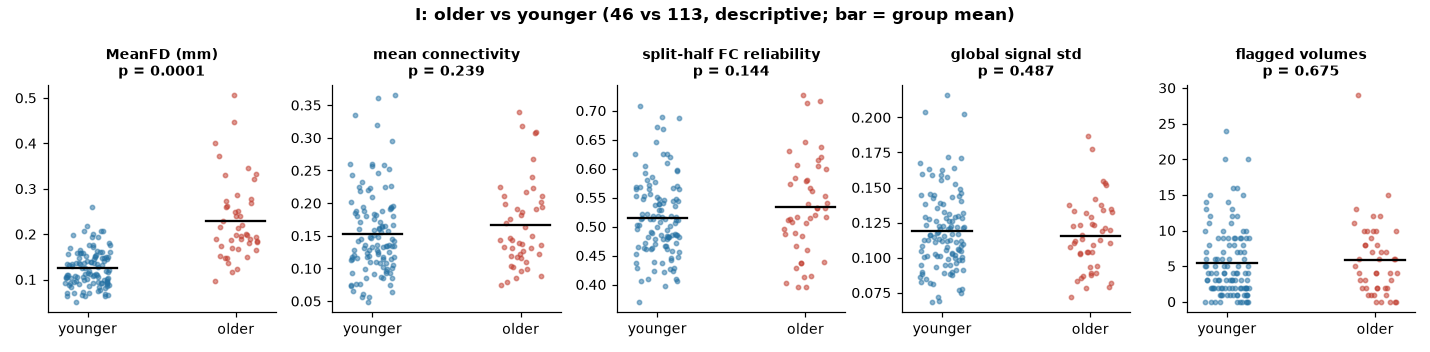 I: older vs younger (46 vs 113, descriptive; bar = group mean)
MeanFD (mm)
p = 0.0001
0.5
0.4
0.3
0.2
0.1
younger
older
mean connectivity
p = 0.239
0.35
0.30
0.25
0.20
0.15
0.10
0.05
younger
older
split-half FC reliability
p = 0.144
0.70
0.65
0.60
0.55
0.50
0.45
0.40
younger
older
global signal std
p = 0.487
0.200
0.175
0.150
0.125
0.100
0.075
younger
older
flagged volumes
p = 0.675
30
25
20
15
10
5
0
younger
older